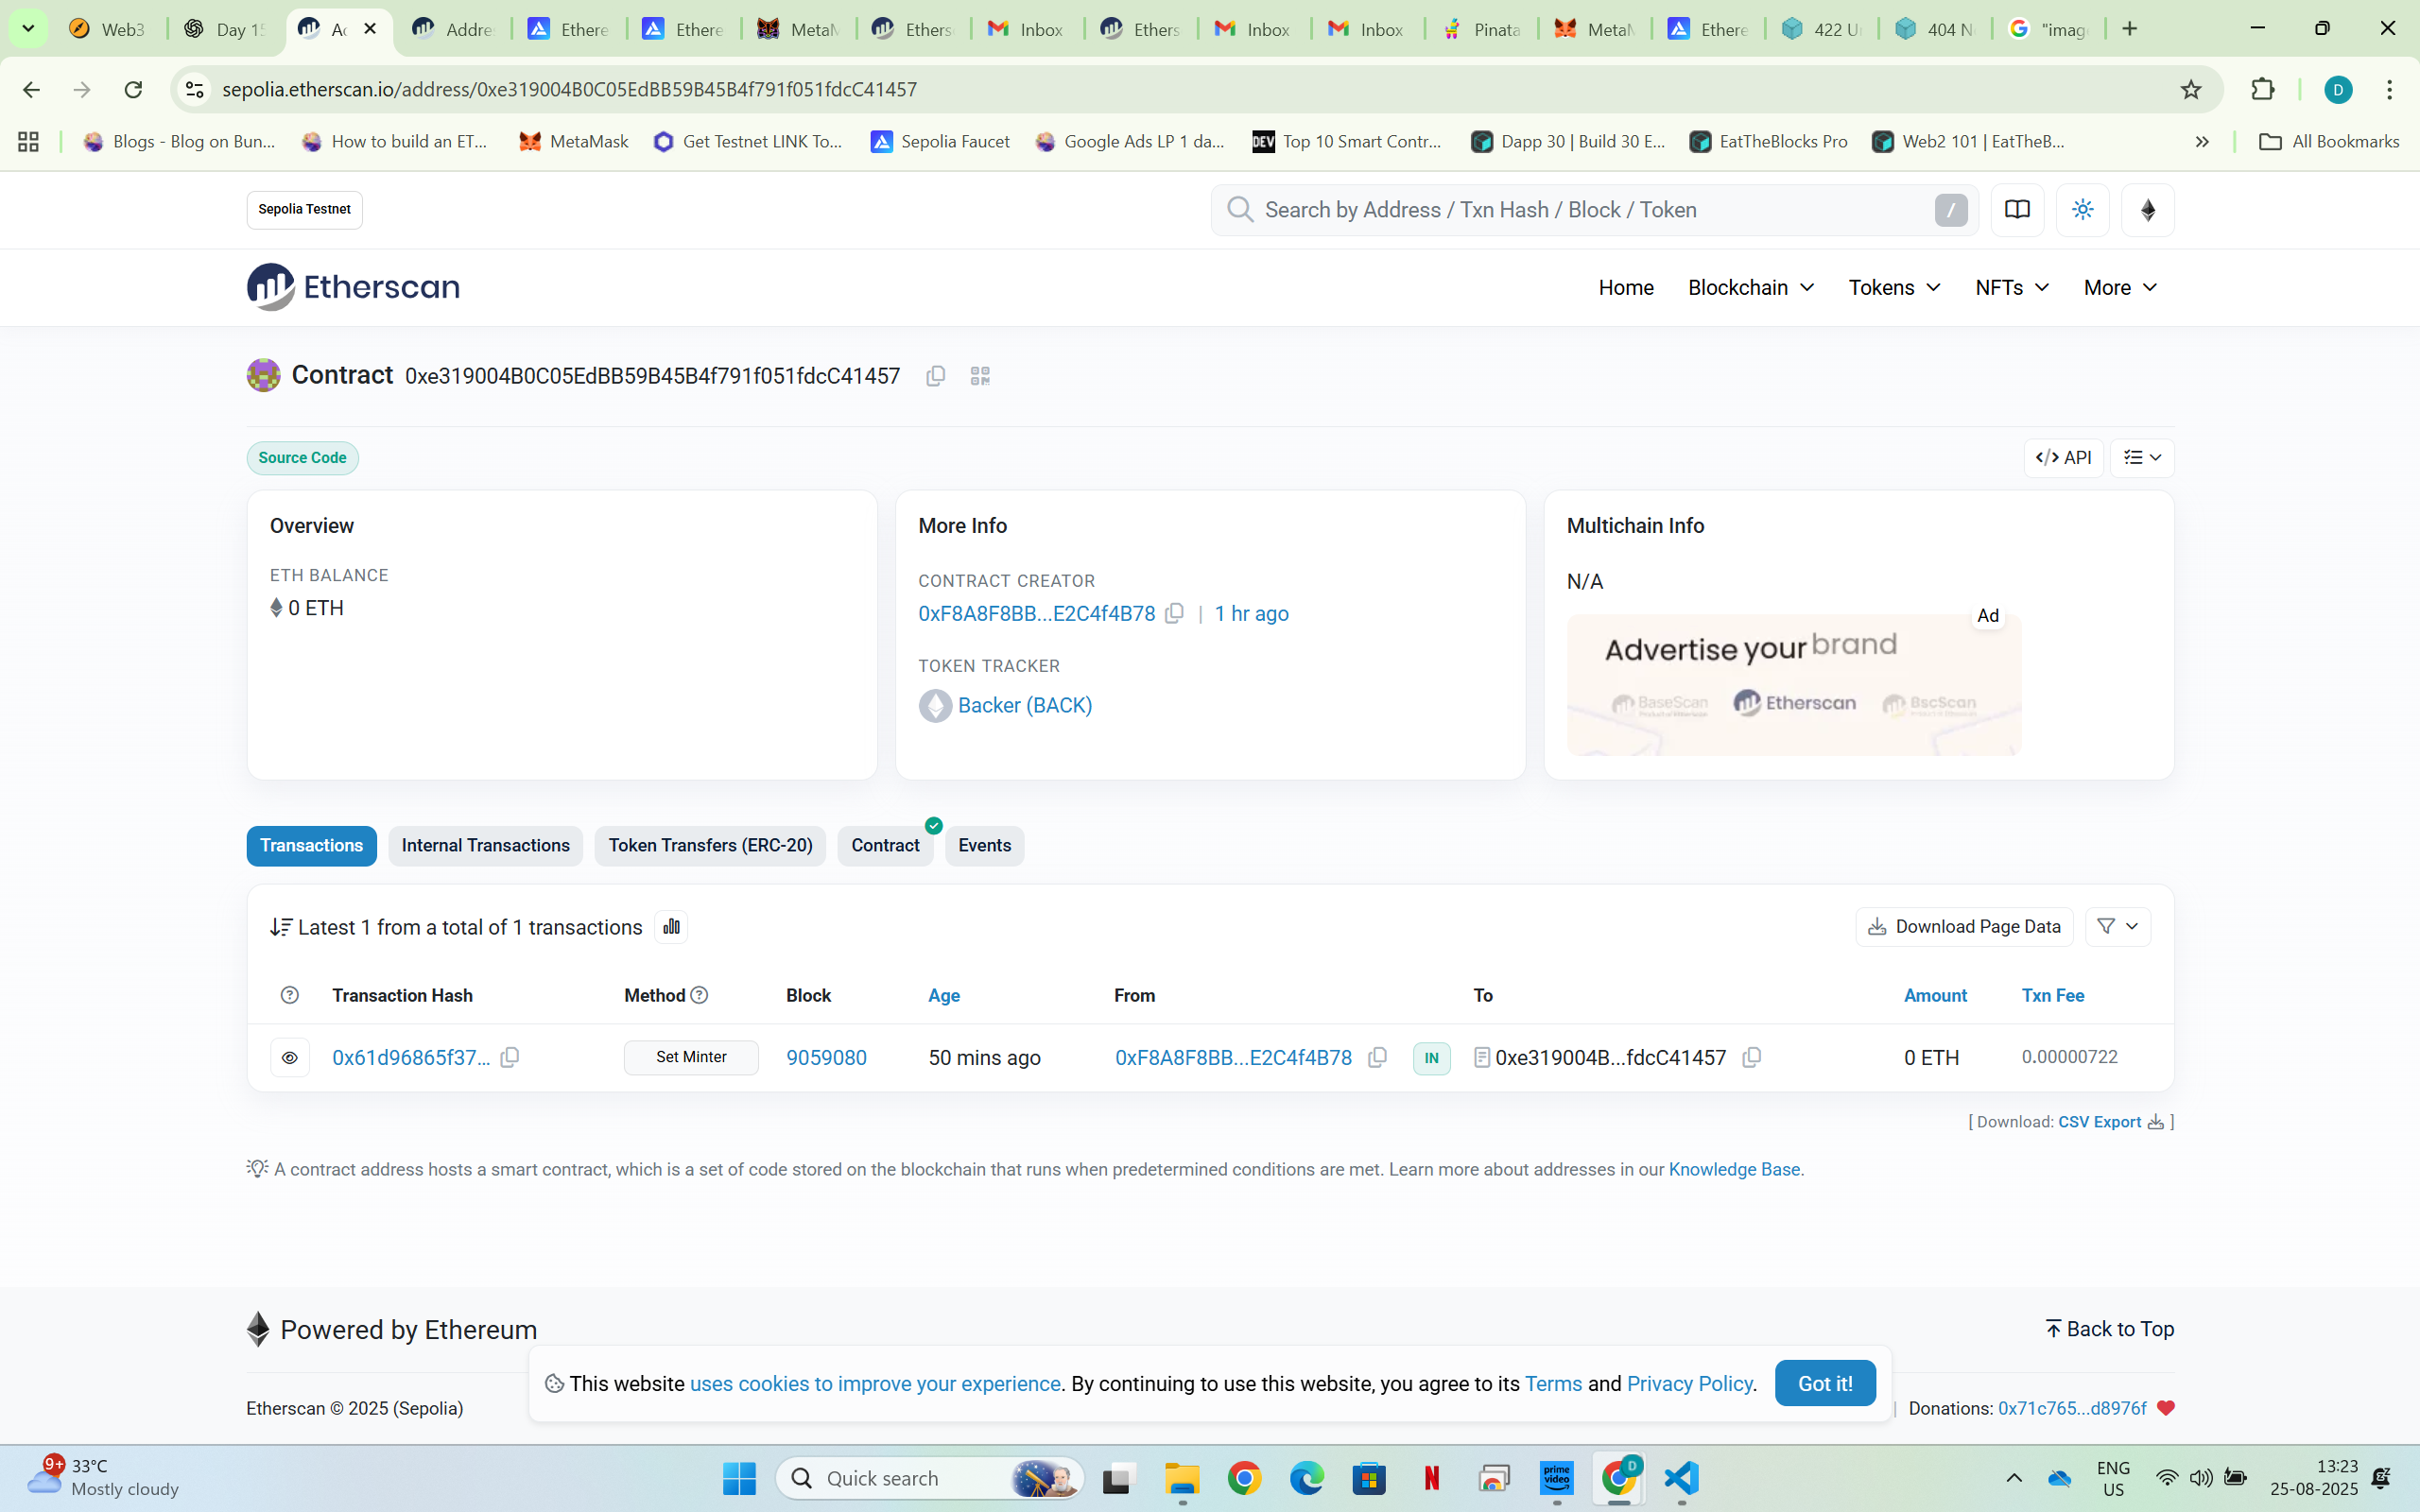 Web3
Day 15
Ac
Addre
Ethere
Ethere
MetaM
Ethers
Inbox
Ethers
Inbox
Inbox
Pinata
MetaM
Ethere
422 U
404 N
"imag
sepolia.etherscan.io/address/0xe319004B0C05EdBB59B45B4f791f051fdcC41457
D
Blogs - Blog on Bun...
How to build an ET...
MetaMask
Get Testnet LINK To...
Sepolia Faucet
Google Ads LP 1 da...
DEV
Top 10 Smart Contr...
Dapp 30 | Build 30 E...
EatTheBlocks Pro
Web2 101 | EatTheB...
All Bookmarks
Sepolia Testnet
Search by Address / Txn Hash / Block / Token
/
Etherscan
Home
Blockchain
Tokens
NFTs
More
Contract 0xe319004B0C05EdBB59B45B4f791f051fdcC41457
Source Code
</> API
Overview
ETH BALANCE
0 ETH
More Info
CONTRACT CREATOR
0xF8A8F8BB...E2C4f4B78 | 1 hr ago
TOKEN TRACKER
Backer (BACK)
Multichain Info
N/A
Ad
Advertise your brand
BaseScan
Etherscan
BscScan
Transactions
Internal Transactions
Token Transfers (ERC-20)
Contract
Events
Latest 1 from a total of 1 transactions
Download Page Data
Transaction Hash
Method
Block
Age
From
To
Amount
Txn Fee
0x61d96865f37...
Set Minter
9059080
50 mins ago
0xF8A8F8BB...E2C4f4B78
IN
0xe319004B...fdcC41457
0 ETH
0.00000722
[ Download: CSV Export ]
A contract address hosts a smart contract, which is a set of code stored on the blockchain that runs when predetermined conditions are met. Learn more about addresses in our Knowledge Base.
Powered by Ethereum
Back to Top
This website uses cookies to improve your experience. By continuing to use this website, you agree to its Terms and Privacy Policy.
Got it!
Etherscan © 2025 (Sepolia)
| Donations: 0x71c765...d8976f
9+
33°C
Mostly cloudy
Quick search
N
prime video
D
ENG
US
13:23
25-08-2025